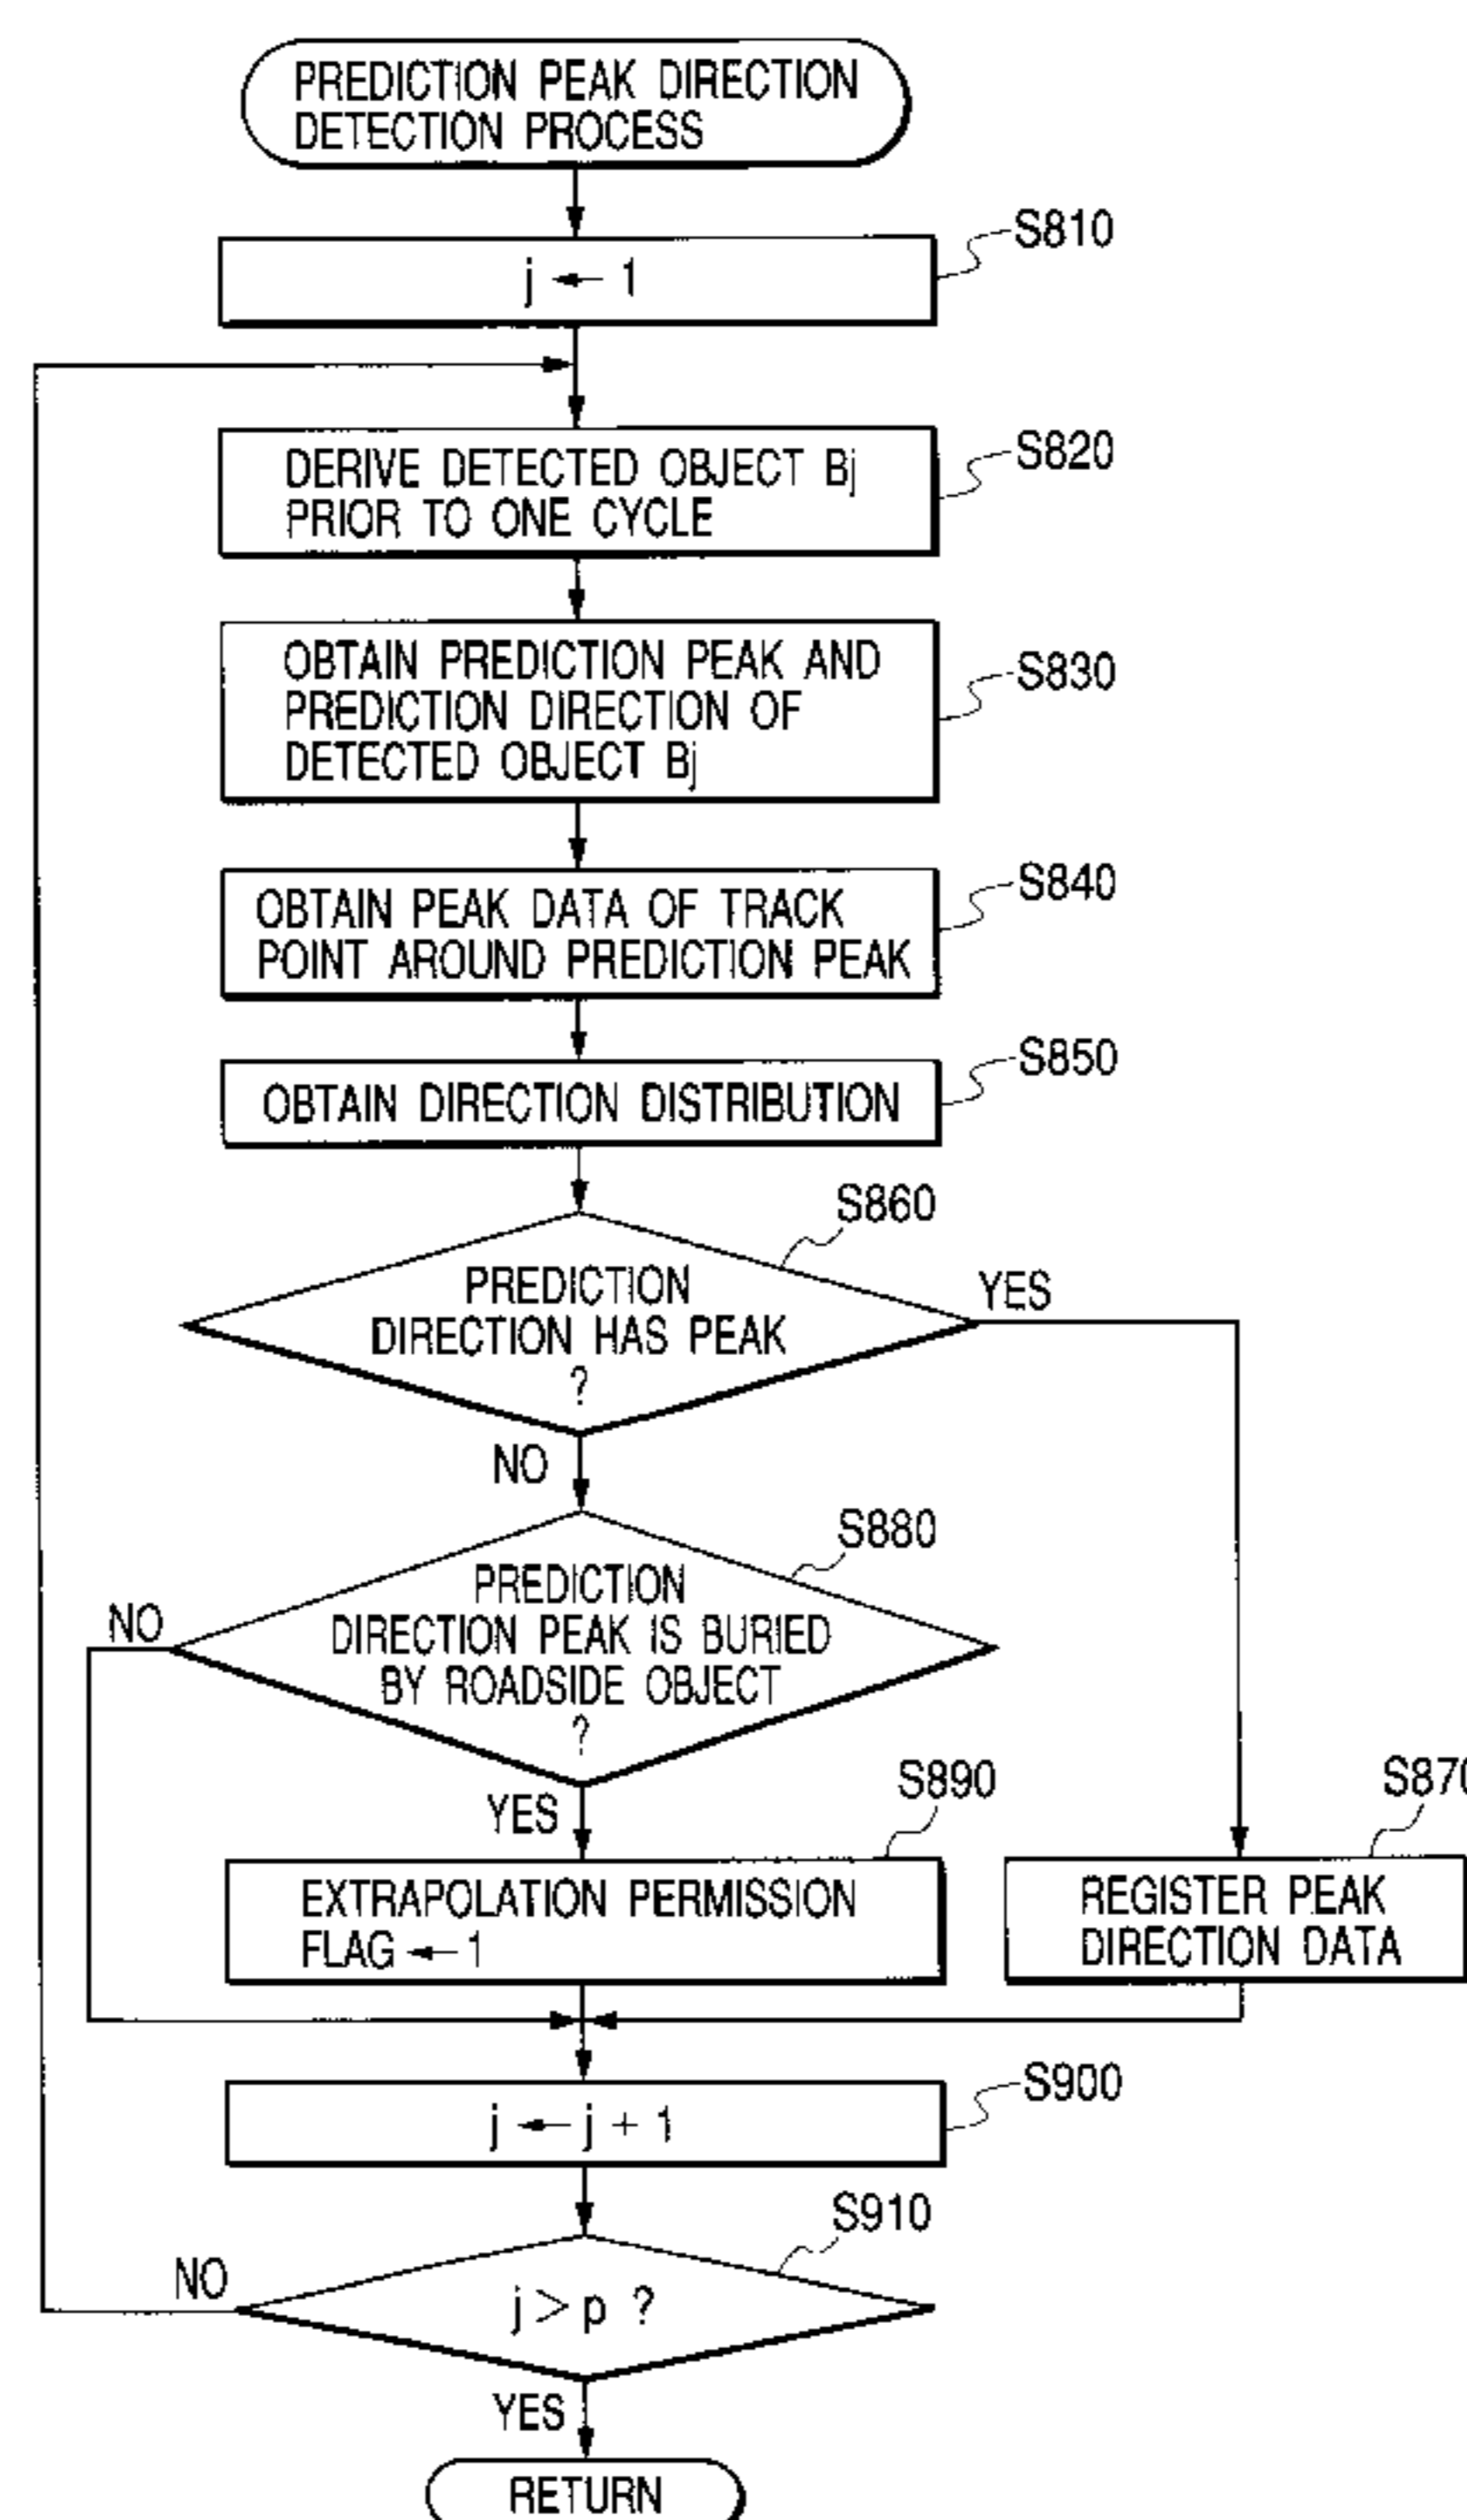 PREDICTION PEAK DIRECTION
DETECTION PROCESS
S810
j ← 1
S820
DERIVE DETECTED OBJECT Bj
PRIOR TO ONE CYCLE
S830
OBTAIN PREDICTION PEAK AND
PREDICTION DIRECTION OF
DETECTED OBJECT Bj
S840
OBTAIN PEAK DATA OF TRACK
POINT AROUND PREDICTION PEAK
S850
OBTAIN DIRECTION DISTRIBUTION
S860
PREDICTION
DIRECTION HAS PEAK
?
YES
NO
S880
PREDICTION
DIRECTION PEAK IS BURIED
BY ROADSIDE OBJECT
?
NO
YES
S890
EXTRAPOLATION PERMISSION
FLAG ← 1
S870
REGISTER PEAK
DIRECTION DATA
S900
j ← j + 1
S910
j > p ?
NO
YES
RETURN